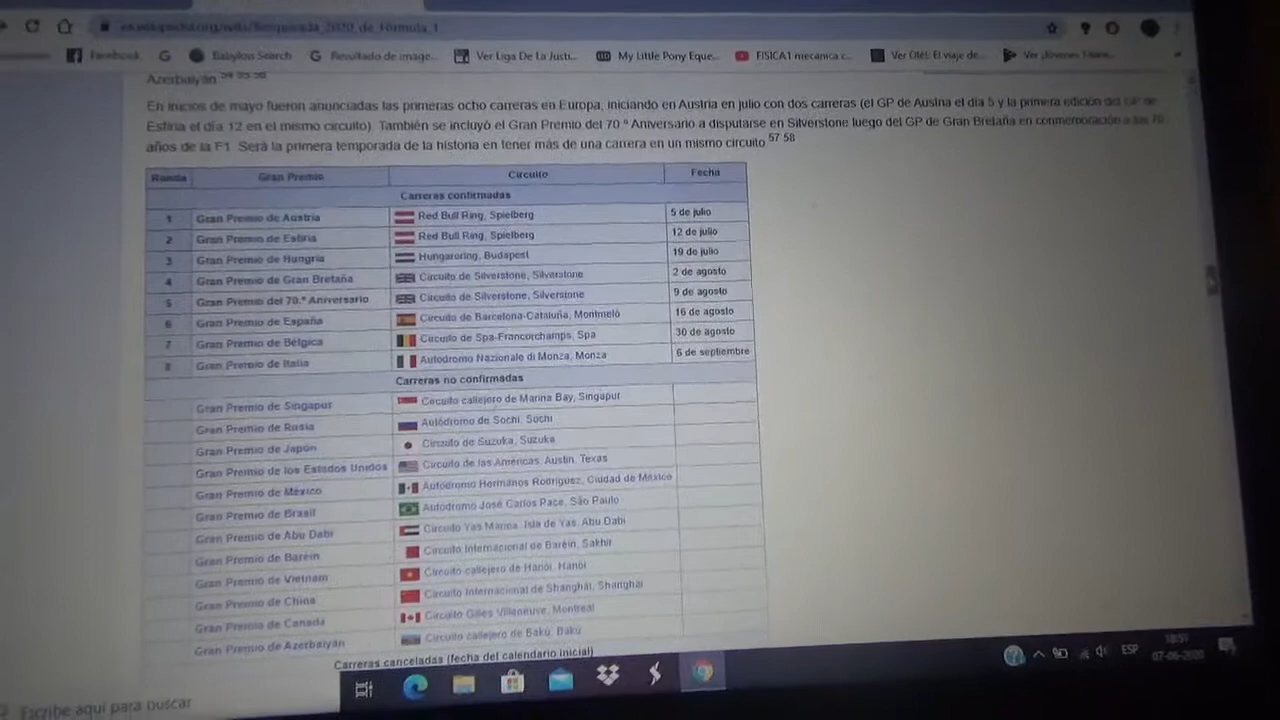 es.wikipedia.org/wiki/Temporada_2020_de_Fórmula_1
Facebook G Babylon Search G Resultado de image... Ver Liga De La Justi... My Little Pony Eque... FISICA1 mecanica c... Ver Olé!: El viaje de... Ver Jóvenes Titane...
Azerbaiyán
En inicios de mayo fueron anunciadas las primeras ocho carreras en Europa, iniciando en Austria en julio con dos carreras (el GP de Austria el día 5 y la primera edición del GP de
Estiria el día 12 en el mismo circuito). También se incluyó el Gran Premio del 70.º Aniversario a disputarse en Silverstone luego del GP de Gran Bretaña en conmemoración a los 70
años de la F1. Será la primera temporada de la historia en tener más de una carrera en un mismo circuito.57 58
Ronda Gran Premio Circuito Fecha
Carreras confirmadas
1 Gran Premio de Austria Red Bull Ring, Spielberg 5 de julio
2 Gran Premio de Estiria Red Bull Ring, Spielberg 12 de julio
3 Gran Premio de Hungría Hungaroring, Budapest 19 de julio
4 Gran Premio de Gran Bretaña Circuito de Silverstone, Silverstone 2 de agosto
5 Gran Premio del 70.º Aniversario Circuito de Silverstone, Silverstone 9 de agosto
6 Gran Premio de España Circuito de Barcelona-Cataluña, Montmeló 16 de agosto
7 Gran Premio de Bélgica Circuito de Spa-Francorchamps, Spa 30 de agosto
8 Gran Premio de Italia Autodromo Nazionale di Monza, Monza 6 de septiembre
Carreras no confirmadas
Gran Premio de Singapur Cecuito callejero de Marina Bay, Singapur
Gran Premio de Rusia Autódromo de Sochi, Sochi
Gran Premio de Japón Circuito de Suzuka, Suzuka
Gran Premio de los Estados Unidos Circuito de las Américas, Austin, Texas
Gran Premio de México Autódromo Hermanos Rodríguez, Ciudad de México
Gran Premio de Brasil Autódromo José Carlos Pace, São Paulo
Gran Premio de Abu Dabi Circuito Yas Marina, Isla de Yas, Abu Dabi
Gran Premio de Baréin Circuito Internacional de Baréin, Sakhir
Gran Premio de Vietnam Circuito callejero de Hanói, Hanói
Gran Premio de China Circuito Internacional de Shanghái, Shanghái
Gran Premio de Canadá Circuito Gilles Villeneuve, Montreal
Gran Premio de Azerbaiyán Circuito callejero de Bakú, Bakú
Carreras canceladas (fecha del calendario inicial)
Escribe aquí para buscar
ESP
18:51
07-06-2020